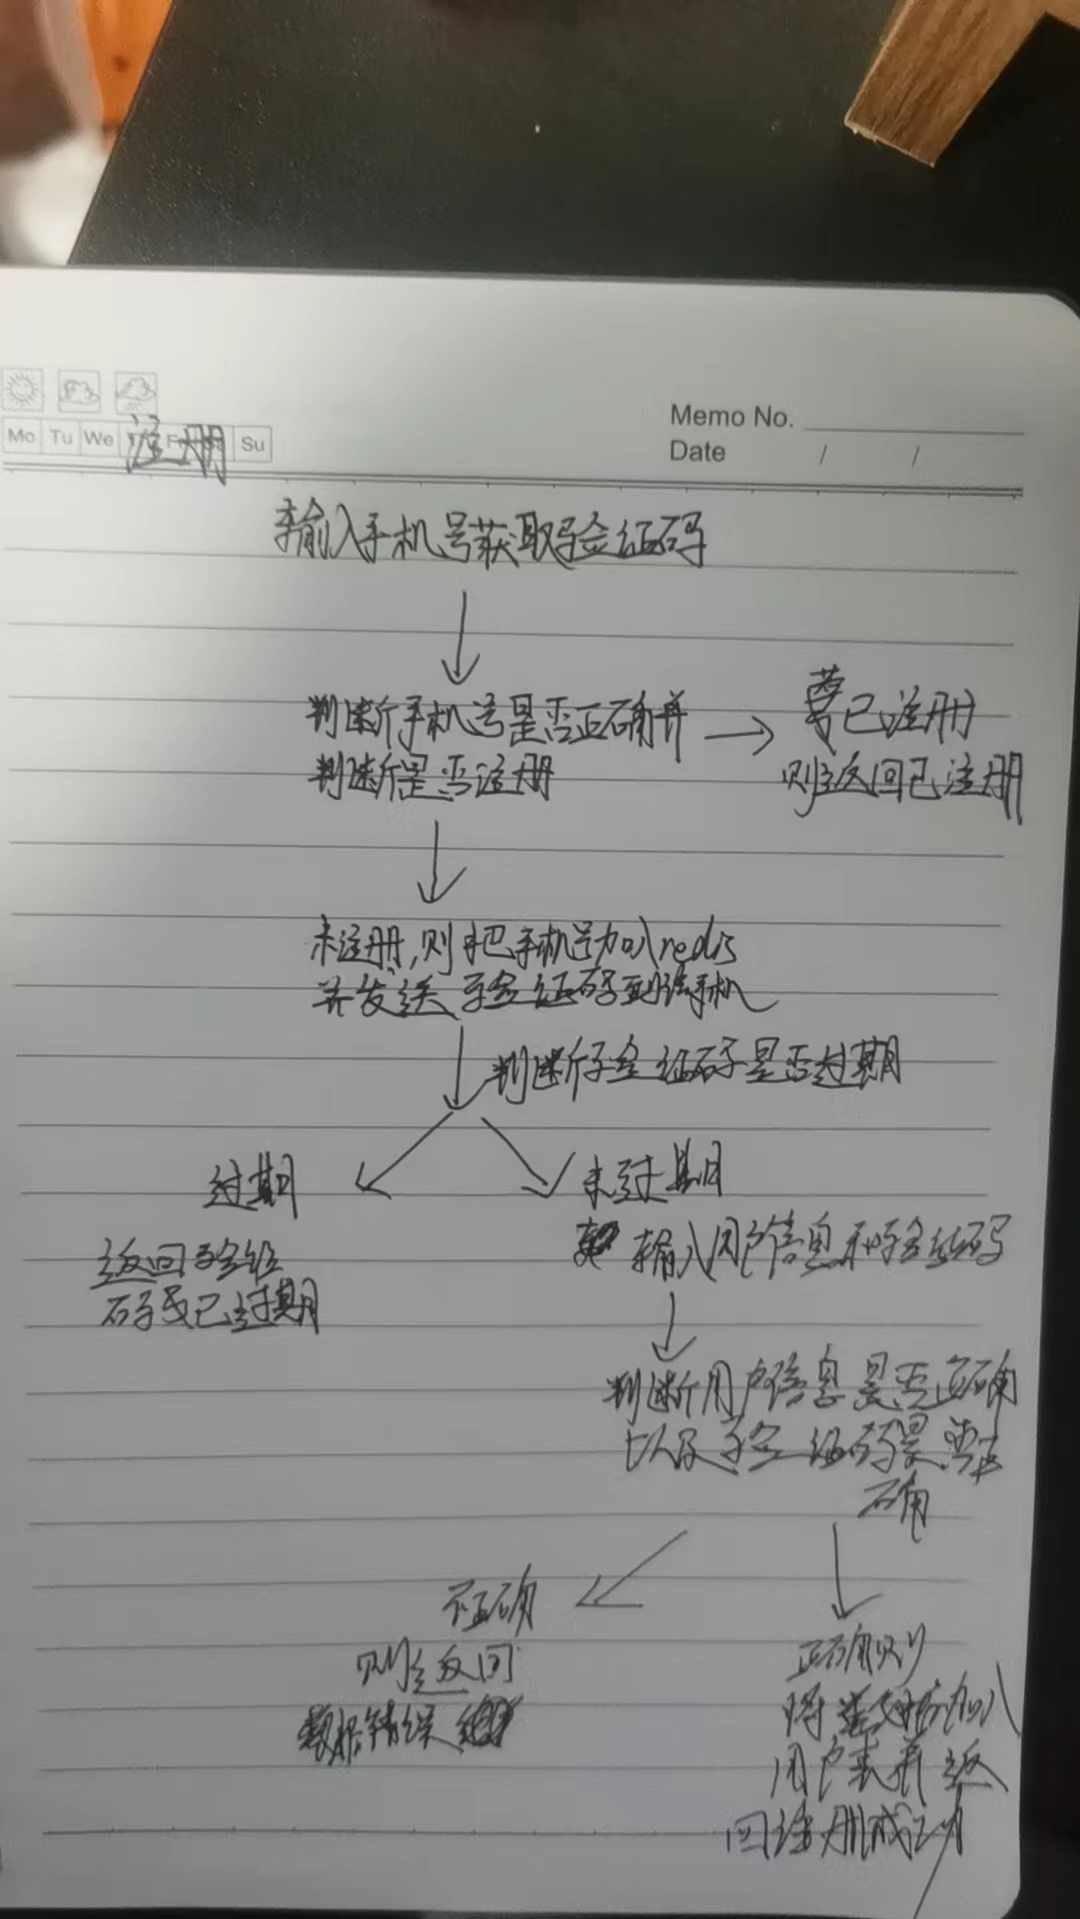 Memo No.
Mo Tu We Su
注册
Date / /
输入手机号获取验证码
判断手机号是否正确并
判断是否注册
若已注册
则返回已注册
未注册,则把手机号加入redis
并发送验证码到该手机
判断验证码是否过期
过期
未过期
返回验证
码已过期
输入用户信息和验证码
判断用户信息是否正确
以及验证码是否正
确
不正确
则返回
数据错误
正确则
将数据加入
用户表并返
回注册成功